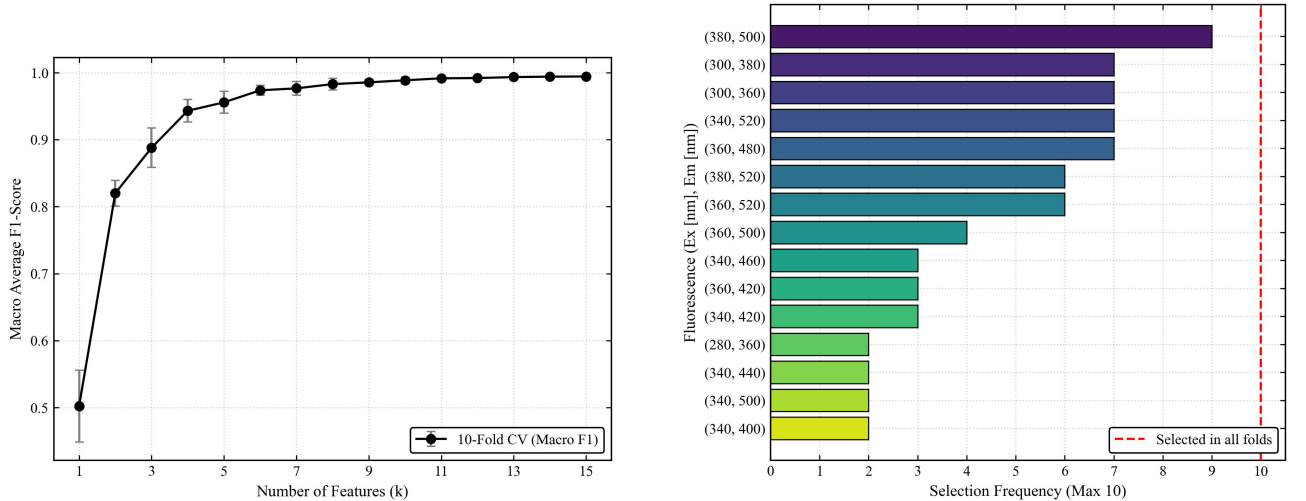 1.0
0.9
0.8
0.7
0.6
0.5
Macro Average F1-Score
1 3 5 7 9 11 13 15
Number of Features (k)
10-Fold CV (Macro F1)
Fluorescence (Ex [nm], Em [nm])
(380, 500)
(300, 380)
(300, 360)
(340, 520)
(360, 480)
(380, 520)
(360, 520)
(360, 500)
(340, 460)
(360, 420)
(340, 420)
(280, 360)
(340, 440)
(340, 500)
(340, 400)
Selected in all folds
0 1 2 3 4 5 6 7 8 9 10
Selection Frequency (Max 10)